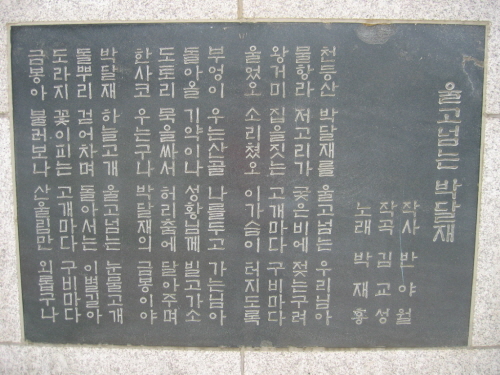 울고넘는 박달재
작사 반야월
작곡 김교성
노래 박재홍
천등산 박달재를 울고넘는 우리님아
물항라 저고리가 궂은비에 젖는구려
왕거미 집을짓는 고개마다 구비마다
울었오 소리쳤오 이가슴이 터지도록
부엉이 우는산골 나를두고 가는님아
돌아올 기약이나 성황님께 빌고가소
도토리 묵을싸서 허리춤에 달아주며
한사코 우는구나 박달재의 금봉이야
박달재 하늘고개 울고넘는 눈물고개
돌뿌리 걷어차며 돌아서는 이별길아
도라지 꽃이피는 고개마다 구비마다
금봉아 불러보나 산울림만 외롭구나